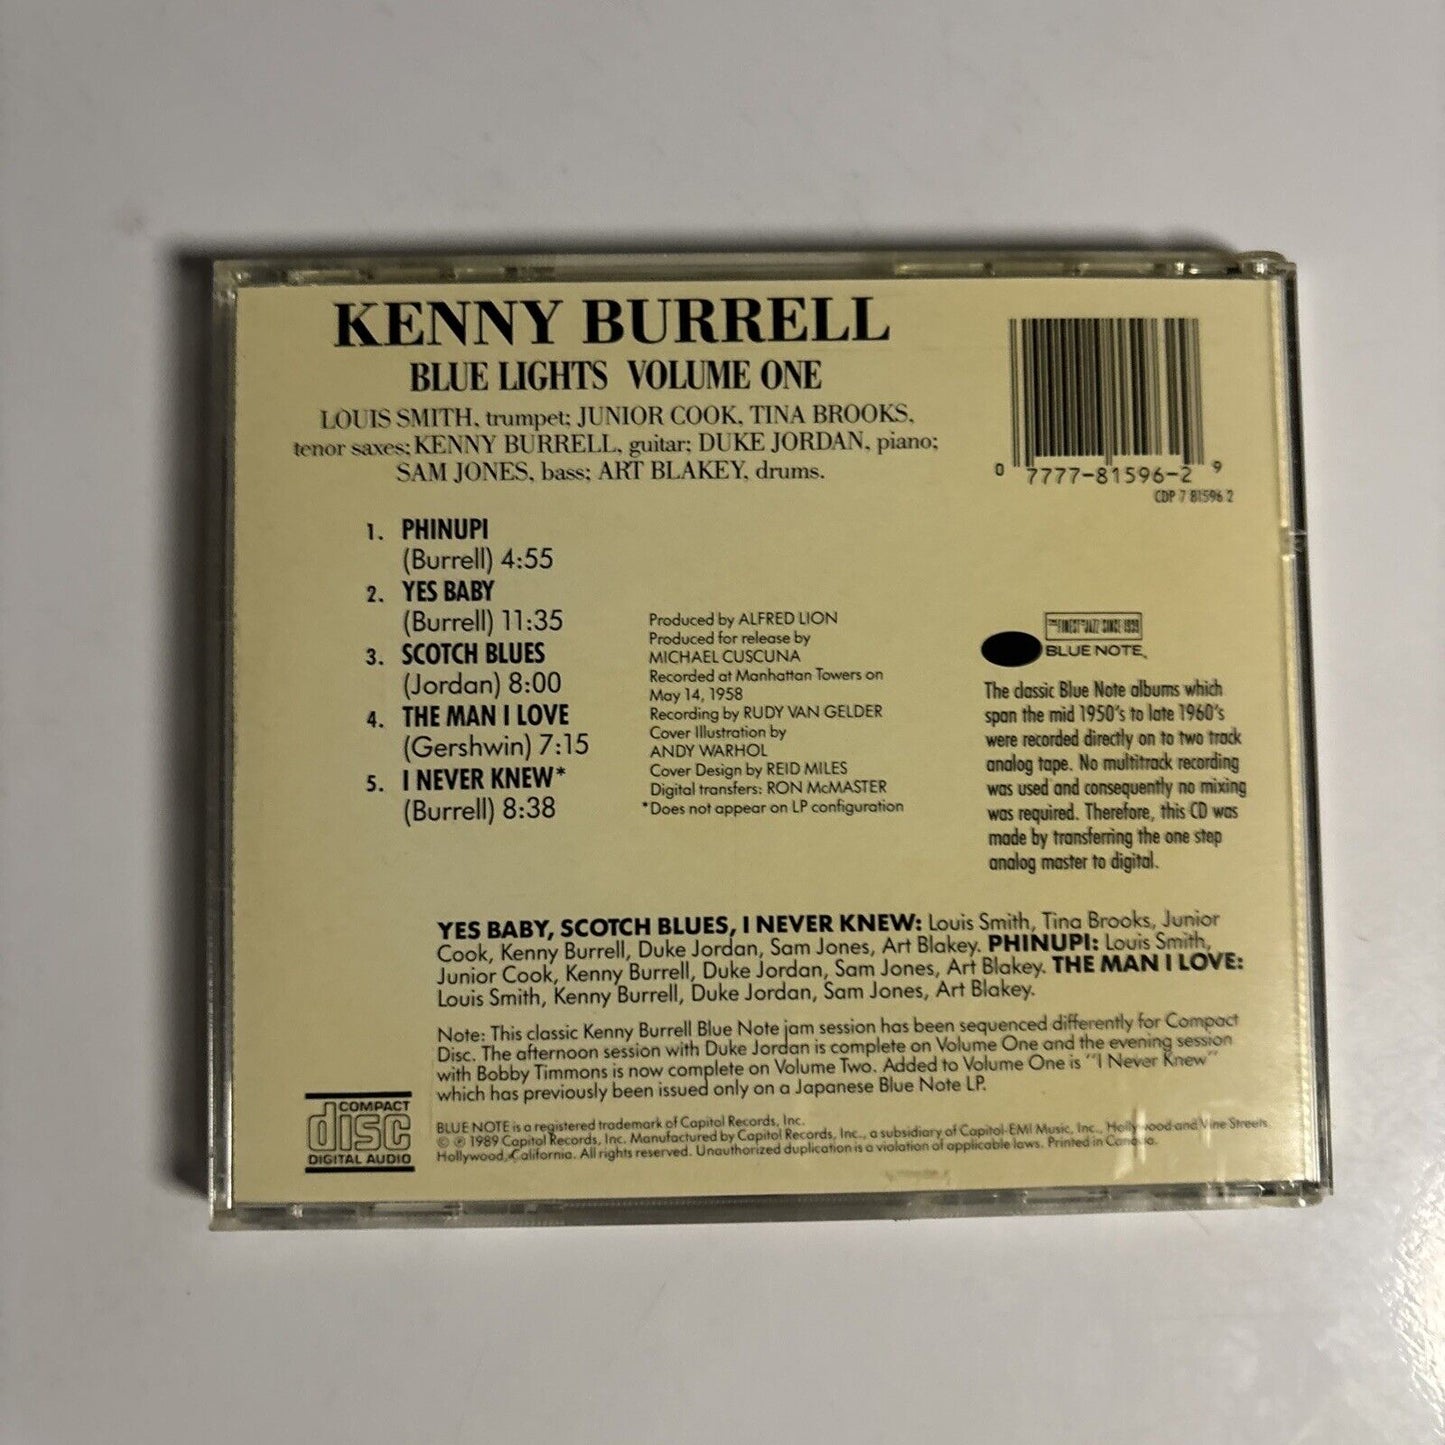 KENNY BURRELL
BLUE LIGHTS VOLUME ONE
LOUIS SMITH, trumpet; JUNIOR COOK, TINA BROOKS,
tenor saxes; KENNY BURRELL, guitar; DUKE JORDAN, piano;
SAM JONES, bass; ART BLAKEY, drums.
0 7777-81596-2 9
CDP 7 81596 2
1. PHINUPI
(Burrell) 4:55
2. YES BABY
(Burrell) 11:35
3. SCOTCH BLUES
(Jordan) 8:00
4. THE MAN I LOVE
(Gershwin) 7:15
5. I NEVER KNEW*
(Burrell) 8:38
Produced by ALFRED LION
Produced for release by
MICHAEL CUSCUNA
Recorded at Manhattan Towers on
May 14, 1958
Recording by RUDY VAN GELDER
Cover Illustration by
ANDY WARHOL
Cover Design by REID MILES
Digital transfers: RON McMASTER
*Does not appear on LP configuration
THE FINEST IN JAZZ SINCE 1939
BLUE NOTE
The classic Blue Note albums which
span the mid 1950's to late 1960's
were recorded directly on to two track
analog tape. No multitrack recording
was used and consequently no mixing
was required. Therefore, this CD was
made by transferring the one step
analog master to digital.
YES BABY, SCOTCH BLUES, I NEVER KNEW: Louis Smith, Tina Brooks, Junior
Cook, Kenny Burrell, Duke Jordan, Sam Jones, Art Blakey. PHINUPI: Louis Smith,
Junior Cook, Kenny Burrell, Duke Jordan, Sam Jones, Art Blakey. THE MAN I LOVE:
Louis Smith, Kenny Burrell, Duke Jordan, Sam Jones, Art Blakey.
Note: This classic Kenny Burrell Blue Note jam session has been sequenced differently for Compact
Disc. The afternoon session with Duke Jordan is complete on Volume One and the evening session
with Bobby Timmons is now complete on Volume Two. Added to Volume One is "I Never Knew"
which has previously been issued only on a Japanese Blue Note LP.
COMPACT
disc
DIGITAL AUDIO
BLUE NOTE is a registered trademark of Capitol Records, Inc.
© ℗ 1989 Capitol Records, Inc. Manufactured by Capitol Records, Inc., a subsidiary of Capitol-EMI Music, Inc., Hollywood and Vine Streets,
Hollywood, California. All rights reserved. Unauthorized duplication is a violation of applicable laws. Printed in Canada.